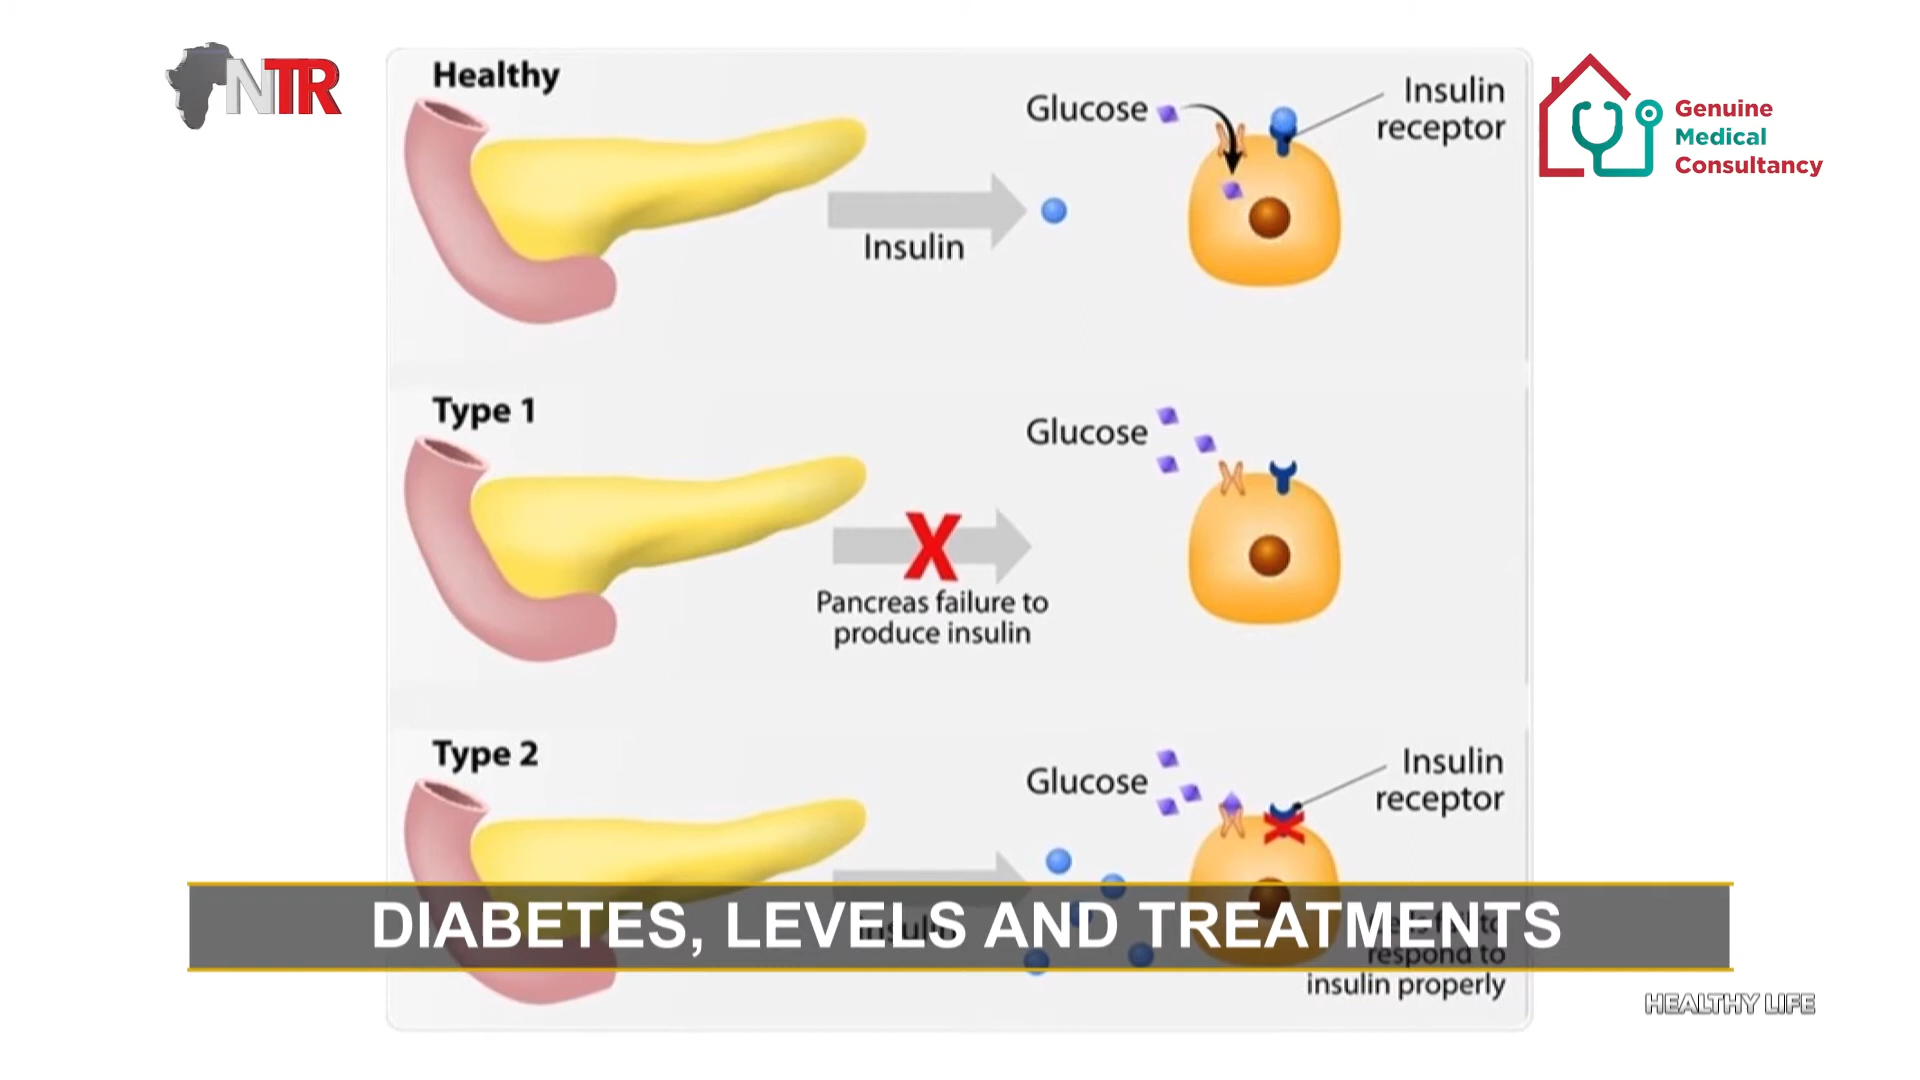 NTR
Healthy
Glucose
Insulin
receptor
Insulin
Genuine
Medical
Consultancy
Type 1
Glucose
X
Pancreas failure to
produce insulin
Type 2
Glucose
Insulin
receptor
DIABETES, LEVELS AND TREATMENTS
respond to
insulin properly
HEALTHY LIFE